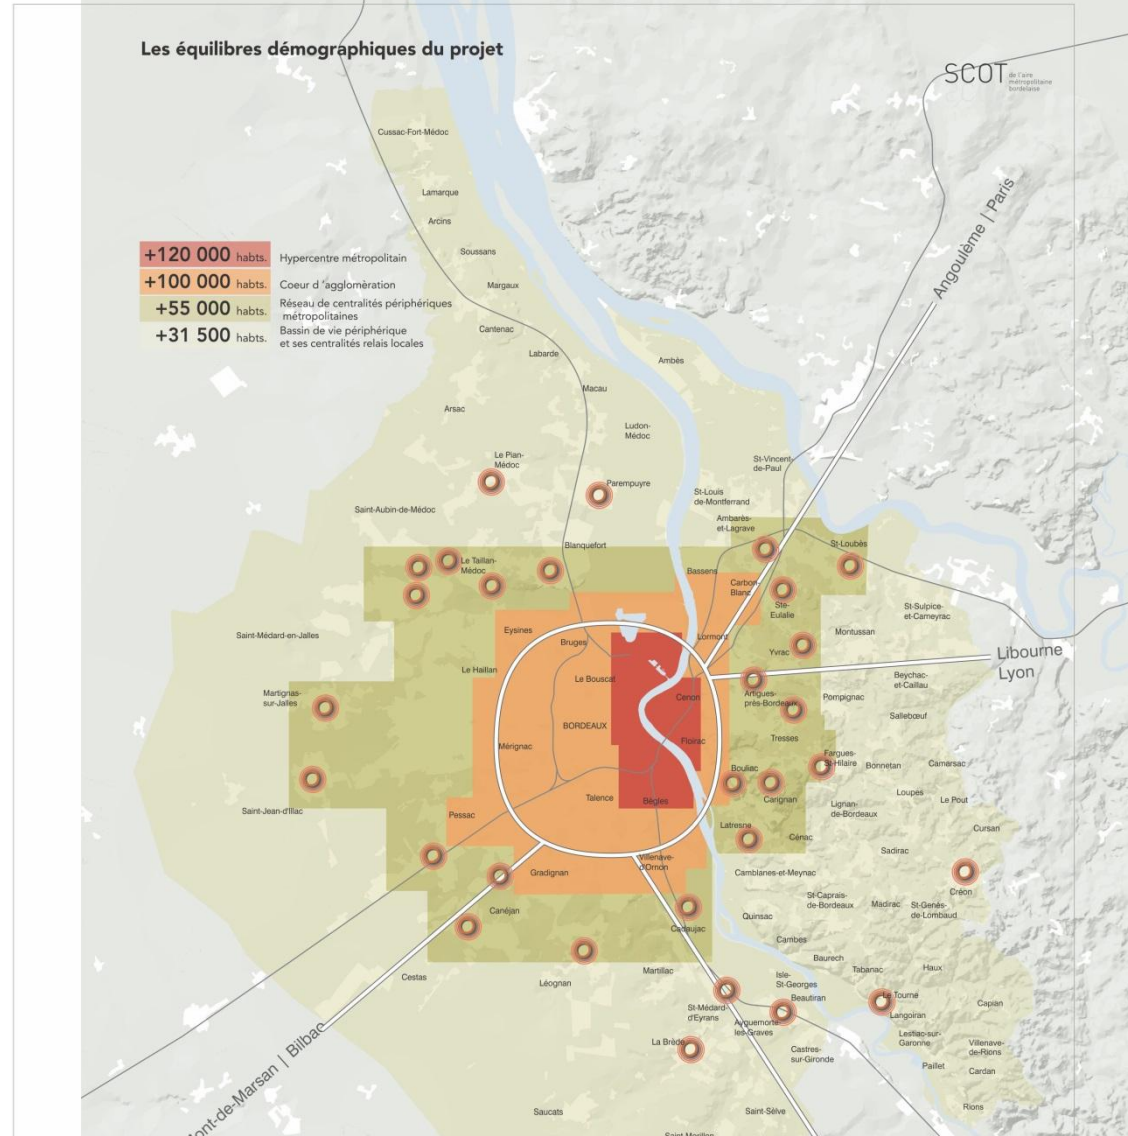 Les équilibres démographiques du projet
SCOT
de l'aire
métropolitaine
bordelaise
Cussac-Fort-Médoc
Lamarque
Arcins
Soussans
Margaux
Cantenac
Labarde
Macau
Ambès
Arsac
Ludon-
Médoc
+120 000 habts.
Hypercentre métropolitain
+100 000 habts.
Coeur d 'agglomèration
+55 000 habts.
Réseau de centralités périphériques
métropolitaines
+31 500 habts.
Bassin de vie périphérique
et ses centralités relais locales
Angoulème | Paris
Le Pian-
Médoc
Parempuyre
St-Vincent-
de-Paul
St-Louis
de-Montferrand
Saint-Aubin-de-Médoc
Ambarès-
et-Lagrave
St-Loubès
Blanquefort
Le Taillan-
Médoc
Bassens
Carbon-
Blanc
Ste-
Eulalie
St-Sulpice-
et-Cameyrac
Saint-Médard-en-Jalles
Eysines
Bruges
Lormont
Montussan
Yvrac
Libourne
Lyon
Le Haillan
Le Bouscat
Cenon
Artigues-
près-Bordeaux
Pompignac
Beychac-
et-Caillau
Martignas-
sur-Jalles
BORDEAUX
Salleboeuf
Mérignac
Floirac
Tresses
Fargues-
St-Hilaire
Bonnetan
Camarsac
Bouliac
Carignan
Saint-Jean-d'Illac
Talence
Bègles
Loupes
Le Pout
Lignan-
de-Bordeaux
Pessac
Latresne
Cénac
Cursan
Sadirac
Villenave-
d'Ornon
Gradignan
Camblanes-et-Meynac
Créon
St-Caprais-
de-Bordeaux
Madirac
St-Genès-
de-Lombaud
Canéjan
Cadaujac
Quinsac
Cambes
Baurech
Tabanac
Haux
Cestas
Léognan
Martillac
Isle-
St-Georges
Beautiran
Le Tourne
Langoiran
Capian
St-Médard-
d'Eyrans
Ayguemorte-
les-Graves
Lestiac-sur-
Garonne
Villenave-
de-Rions
La Brède
Castres-
sur-Gironde
Paillet
Cardan
Rions
ont-de-Marsan | Bilbao
Saucats
Saint-Selve